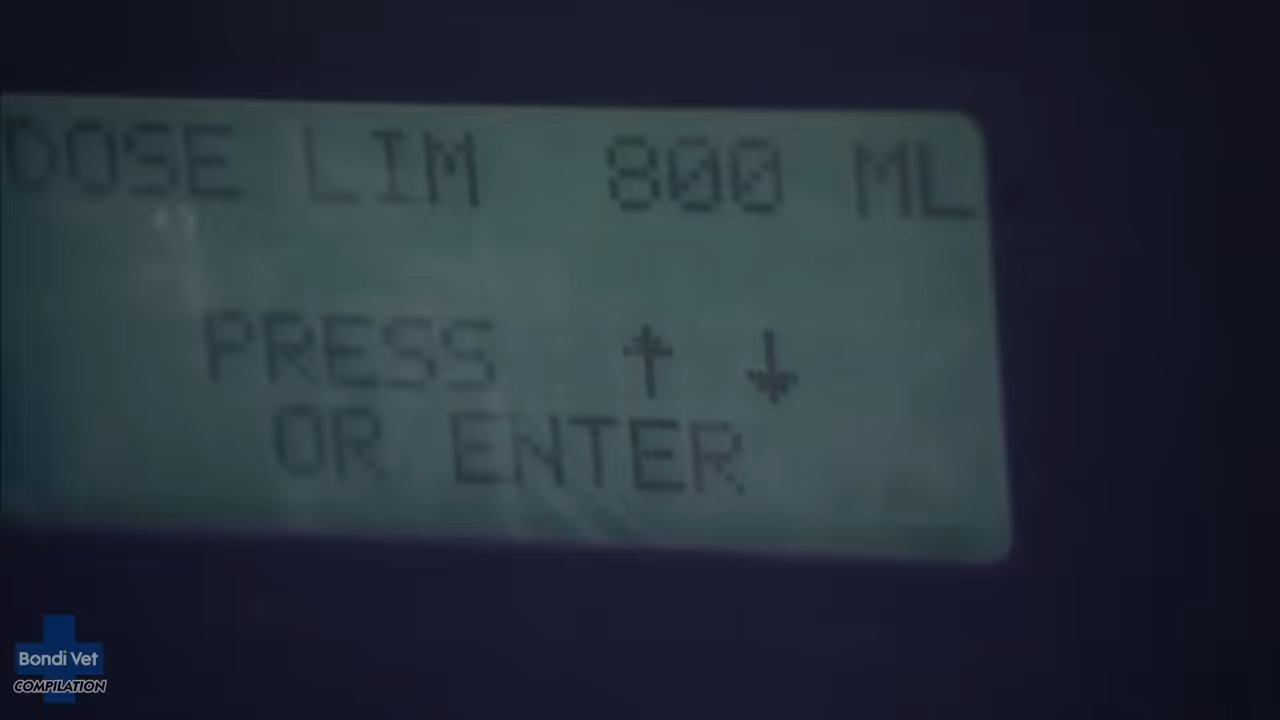 DOSE LIM 800 ML
PRESS ↑ ↓
OR ENTER
Bondi Vet
COMPILATION